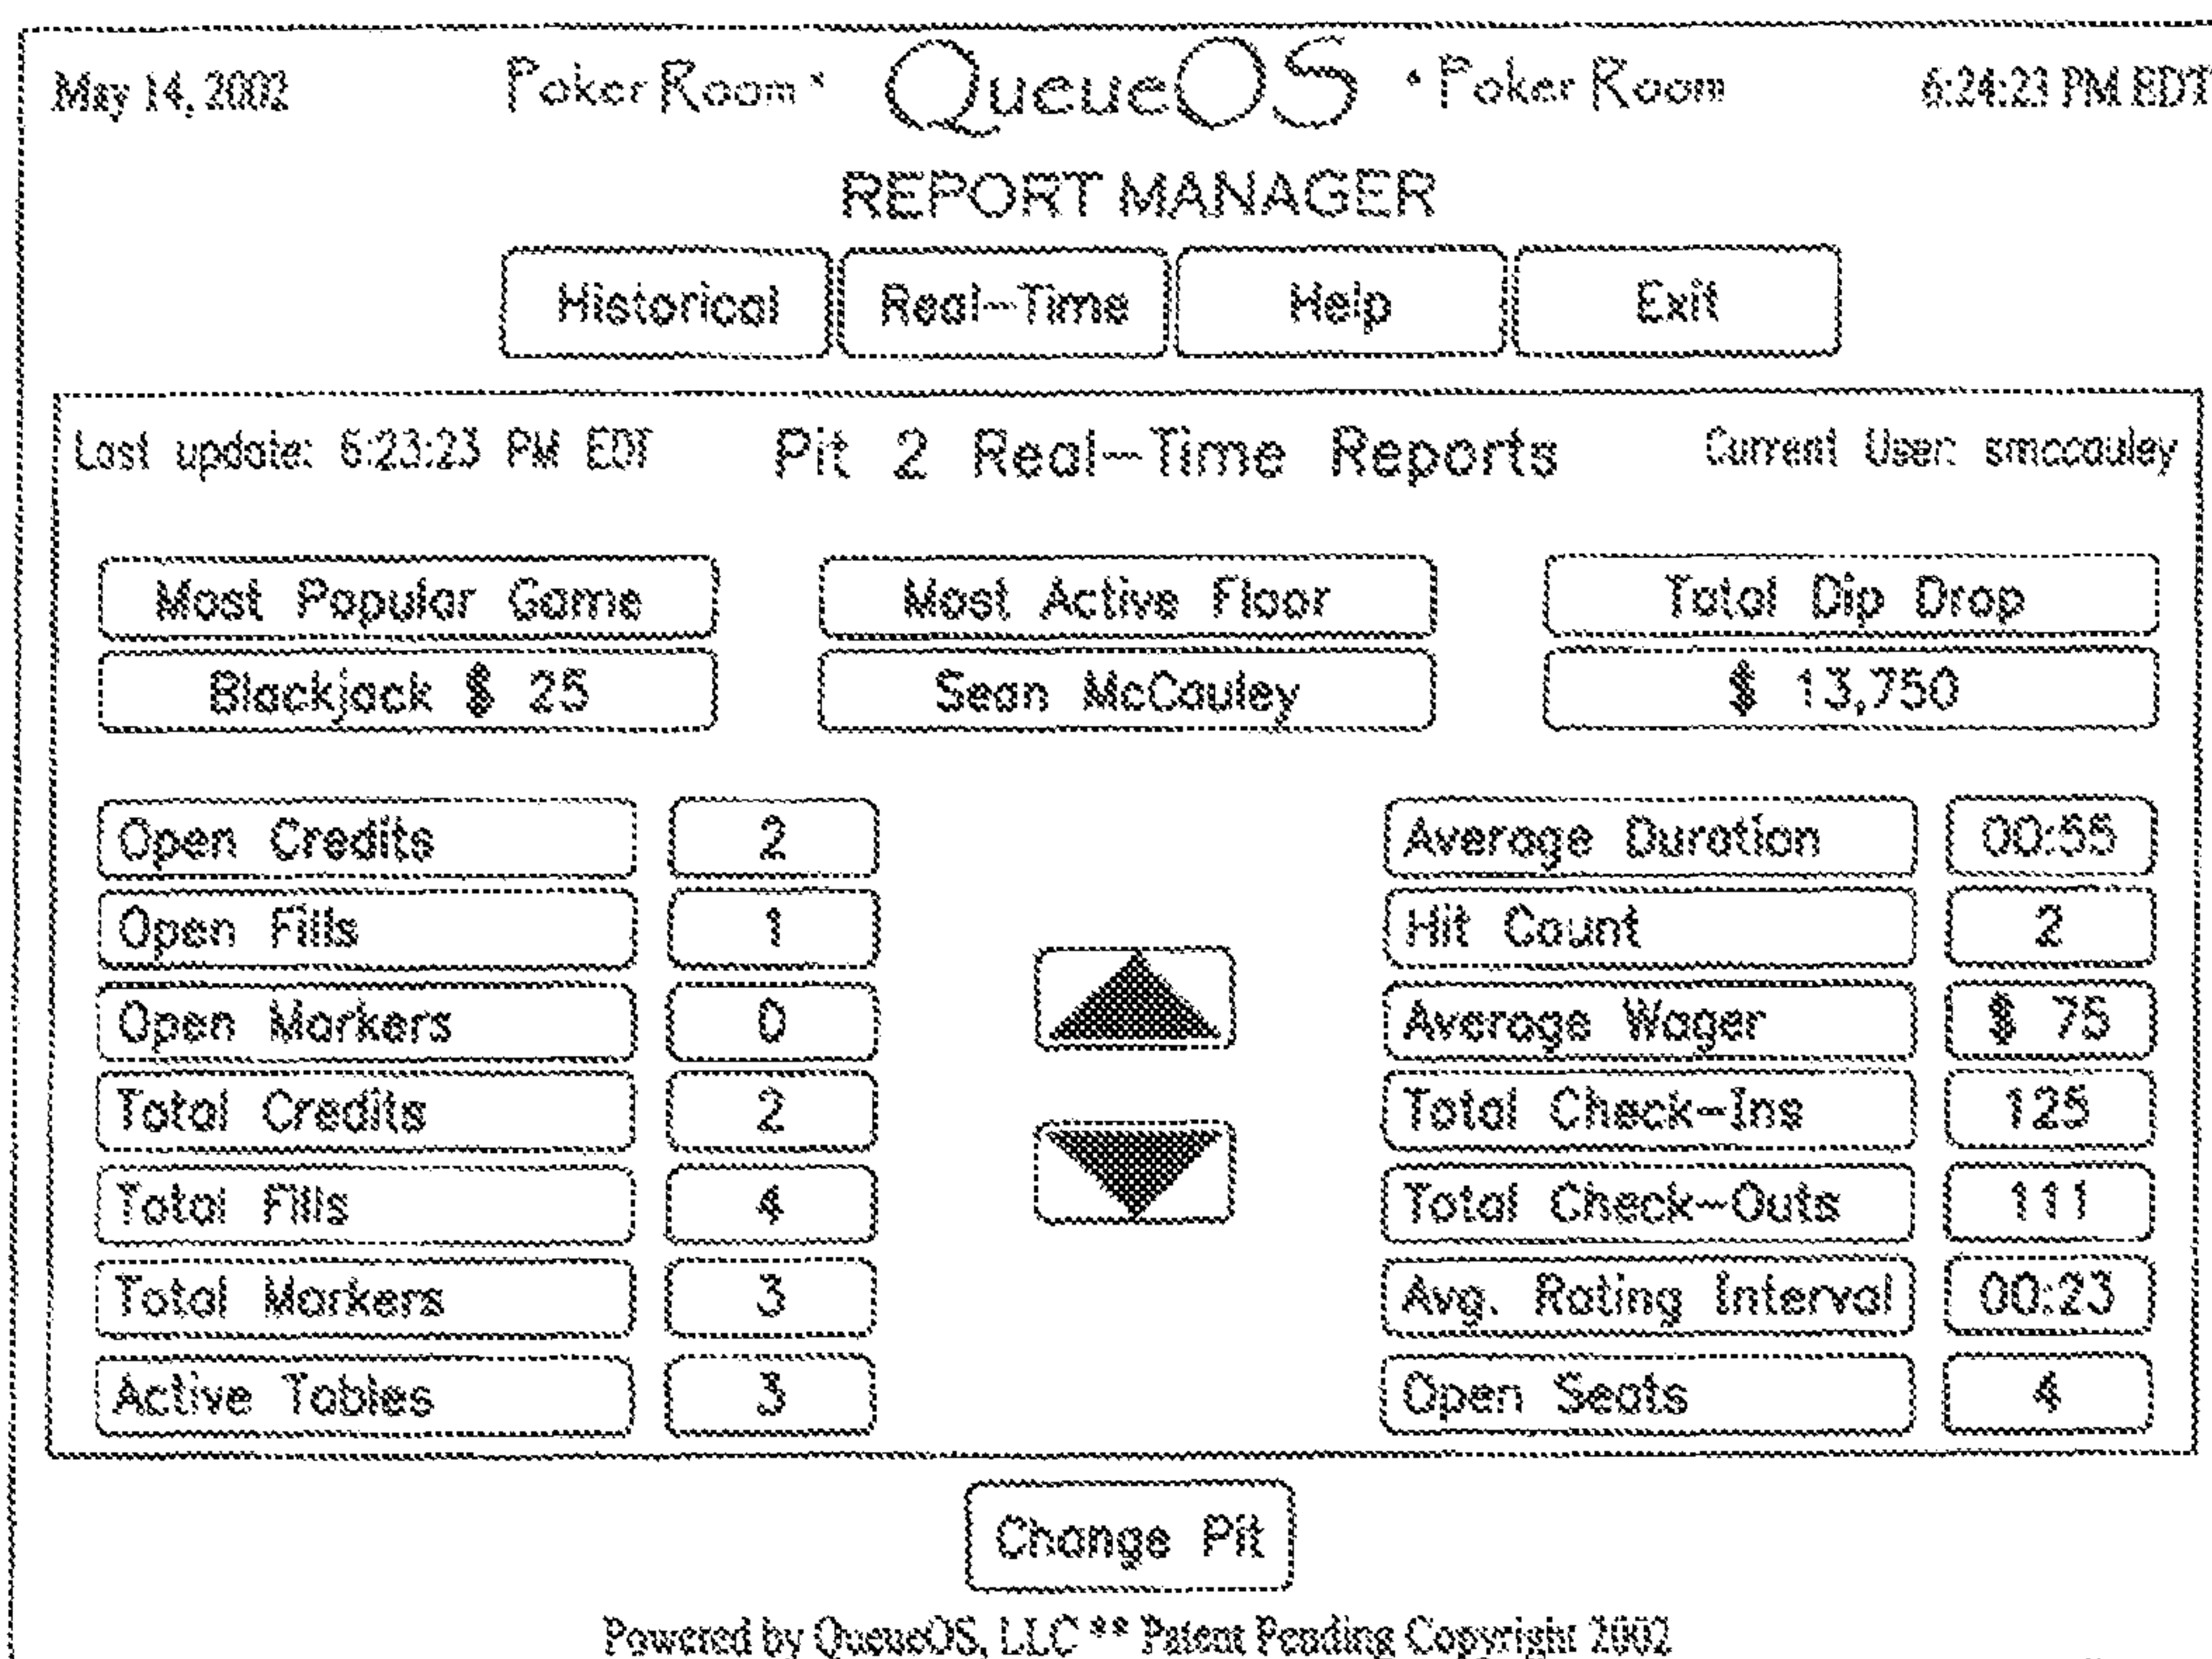 May 14, 2002 Poker Room * QueueOS * Poker Room 6:24:23 PM EDT
REPORT MANAGER
Historical Real-Time Help Exit
Last update: 6:23:23 PM EDT Pit 2 Real-Time Reports Current User: smccauley
Most Popular Game Most Active Floor Total Dip Drop
Blackjack $ 25 Sean McCauley $ 13,750
Open Credits 2 Average Duration 00:55
Open Fills 1 Hit Count 2
Open Markers 0 Average Wager $ 75
Total Credits 2 Total Check-Ins 125
Total Fills 4 Total Check-Outs 111
Total Markers 3 Avg. Rating Interval 00:23
Active Tables 3 Open Seats 4
Change Pit
Powered by QueueOS, LLC ** Patent Pending Copyright 2002